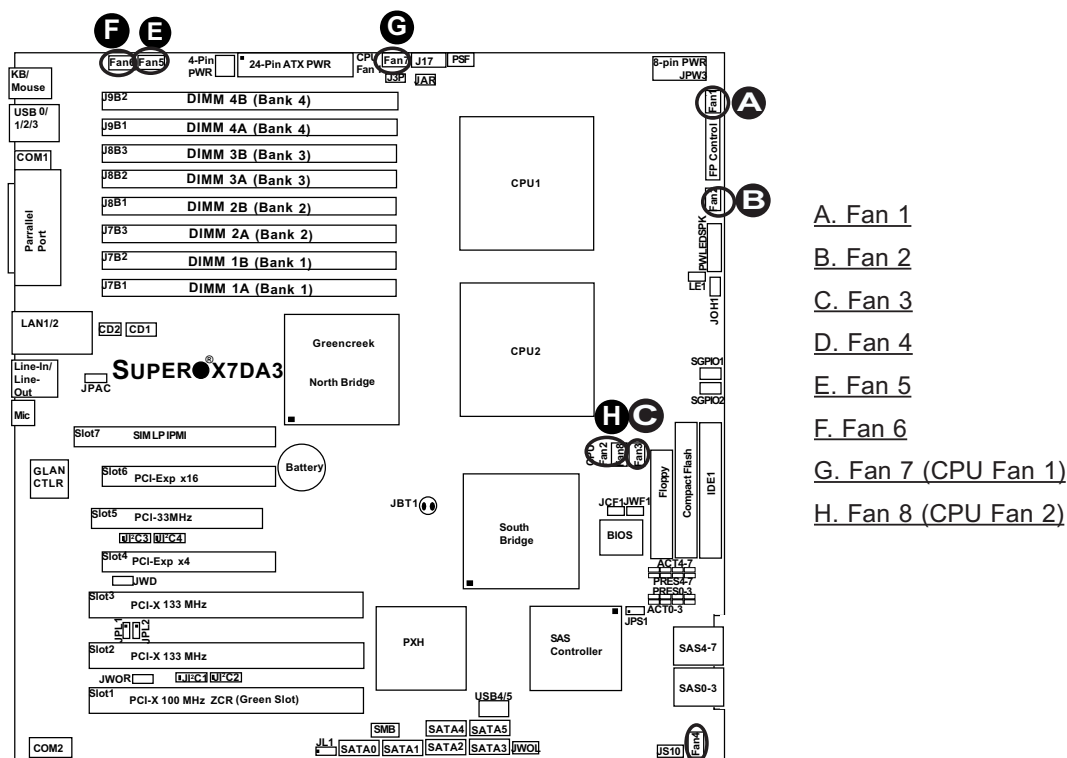 F
E
G
Fan6
Fan5
4-Pin
PWR
24-Pin ATX PWR
CPU
Fan 1
Fan7
J17
PSF
J3P
JAR
8-pin PWR
JPW3
KB/
Mouse
USB 0/
1/2/3
COM1
Parrallel
Port
J9B2
DIMM 4B (Bank 4)
J9B1
DIMM 4A (Bank 4)
J8B3
DIMM 3B (Bank 3)
J8B2
DIMM 3A (Bank 3)
J8B1
DIMM 2B (Bank 2)
J7B3
DIMM 2A (Bank 2)
J7B2
DIMM 1B (Bank 1)
J7B1
DIMM 1A (Bank 1)
CPU1
CPU2
Fan1
A
FP Control
Fan2
B
PWLEDSPK
LE1
JOH1
SGPIO1
SGPIO2
LAN1/2
CD2
CD1
Line-In/
Line-
Out
Mic
JPAC
SUPER®X7DA3
Greencreek
North Bridge
H
C
CPU
Fan2
Fan8
Fan3
Slot7
SIMLP IPMI
GLAN
CTLR
Slot6
PCI-Exp x16
Battery
Slot5
PCI-33MHz
JI²C3
JI²C4
Slot4
PCI-Exp x4
JWD
JBT1
South
Bridge
JCF1
JWF1
BIOS
Floppy
Compact Flash
IDE1
ACT4-7
PRES4-7
PRES0-3
ACT0-3
JPS1
Slot3
PCI-X 133 MHz
JPL1
JPL2
Slot2
PCI-X 133 MHz
JWOR
JI²C1
JI²C2
Slot1
PCI-X 100 MHz ZCR (Green Slot)
PXH
SAS
Controller
SAS4-7
SAS0-3
USB4/5
SMB
SATA4
SATA5
COM2
JL1
SATA0
SATA1
SATA2
SATA3
JWOL
JS10
Fan4
A. Fan 1
B. Fan 2
C. Fan 3
D. Fan 4
E. Fan 5
F. Fan 6
G. Fan 7 (CPU Fan 1)
H. Fan 8 (CPU Fan 2)